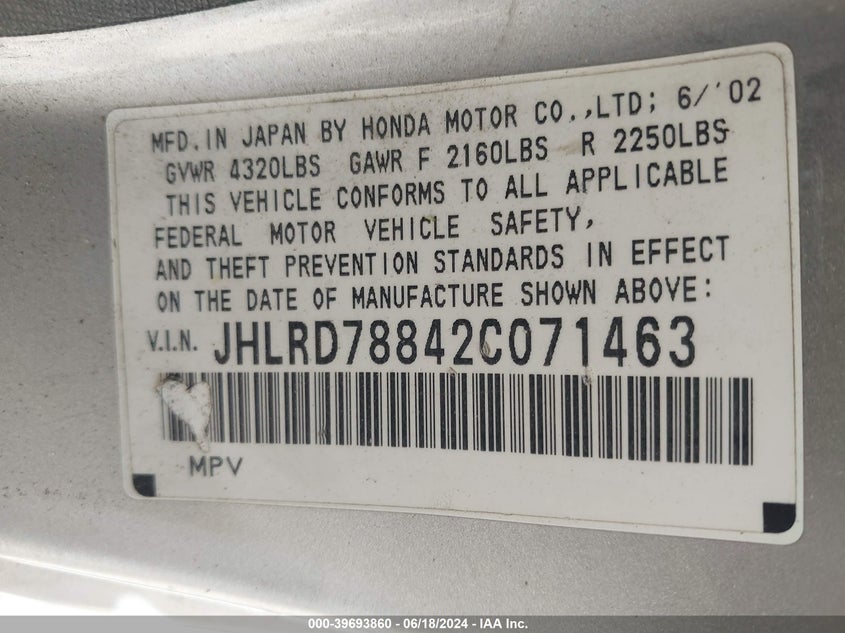 MFD. IN JAPAN BY HONDA MOTOR CO.,LTD; 6/'02
GVWR 4320LBS GAWR F 2160LBS R 2250LBS
THIS VEHICLE CONFORMS TO ALL APPLICABLE
FEDERAL MOTOR VEHICLE SAFETY,
AND THEFT PREVENTION STANDARDS IN EFFECT
ON THE DATE OF MANUFACTURE SHOWN ABOVE:
V.I.N. JHLRD78842C071463
MPV
000-39693860 - 06/18/2024 - IAA Inc.